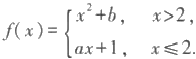 f(x)={x²+b,  x>2,
ax+1,  x≤2.